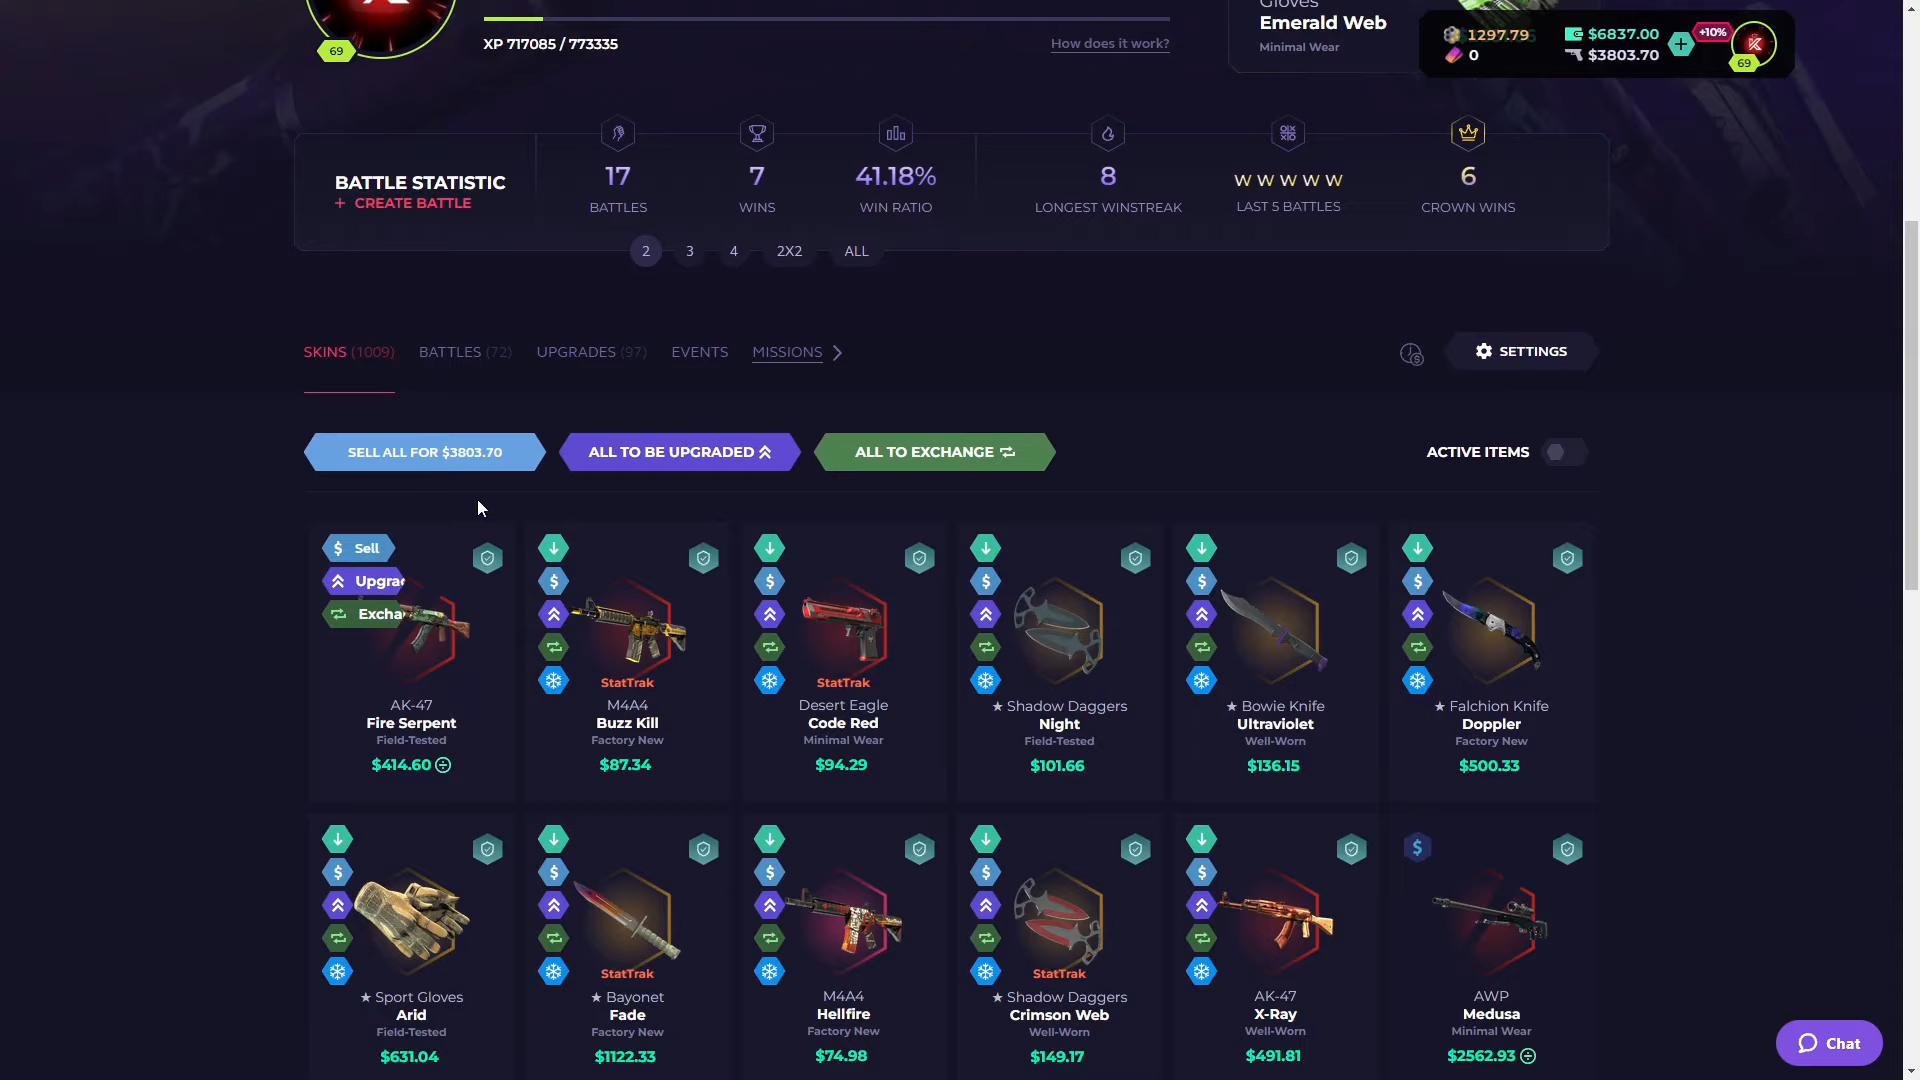 Gloves
Emerald Web
Minimal Wear
69
XP 717085 / 773335
How does it work?
1297.79
0
$6837.00
$3803.70
+10%
69
BATTLE STATISTIC
+ CREATE BATTLE
17
BATTLES
7
WINS
41.18%
WIN RATIO
8
LONGEST WINSTREAK
W W W W W
LAST 5 BATTLES
6
CROWN WINS
2
3
4
2X2
ALL
SKINS (1009)
BATTLES (72)
UPGRADES (97)
EVENTS
MISSIONS
SETTINGS
SELL ALL FOR $3803.70
ALL TO BE UPGRADED
ALL TO EXCHANGE
ACTIVE ITEMS
$ Sell
Upgra
Excha
AK-47
Fire Serpent
Field-Tested
$414.60
StatTrak
M4A4
Buzz Kill
Factory New
$87.34
StatTrak
Desert Eagle
Code Red
Minimal Wear
$94.29
★ Shadow Daggers
Night
Field-Tested
$101.66
★ Bowie Knife
Ultraviolet
Well-Worn
$136.15
★ Falchion Knife
Doppler
Factory New
$500.33
★ Sport Gloves
Arid
Field-Tested
$631.04
StatTrak
★ Bayonet
Fade
Factory New
$1122.33
M4A4
Hellfire
Factory New
$74.98
StatTrak
★ Shadow Daggers
Crimson Web
Well-Worn
$149.17
AK-47
X-Ray
Well-Worn
$491.81
AWP
Medusa
Minimal Wear
$2562.93
Chat